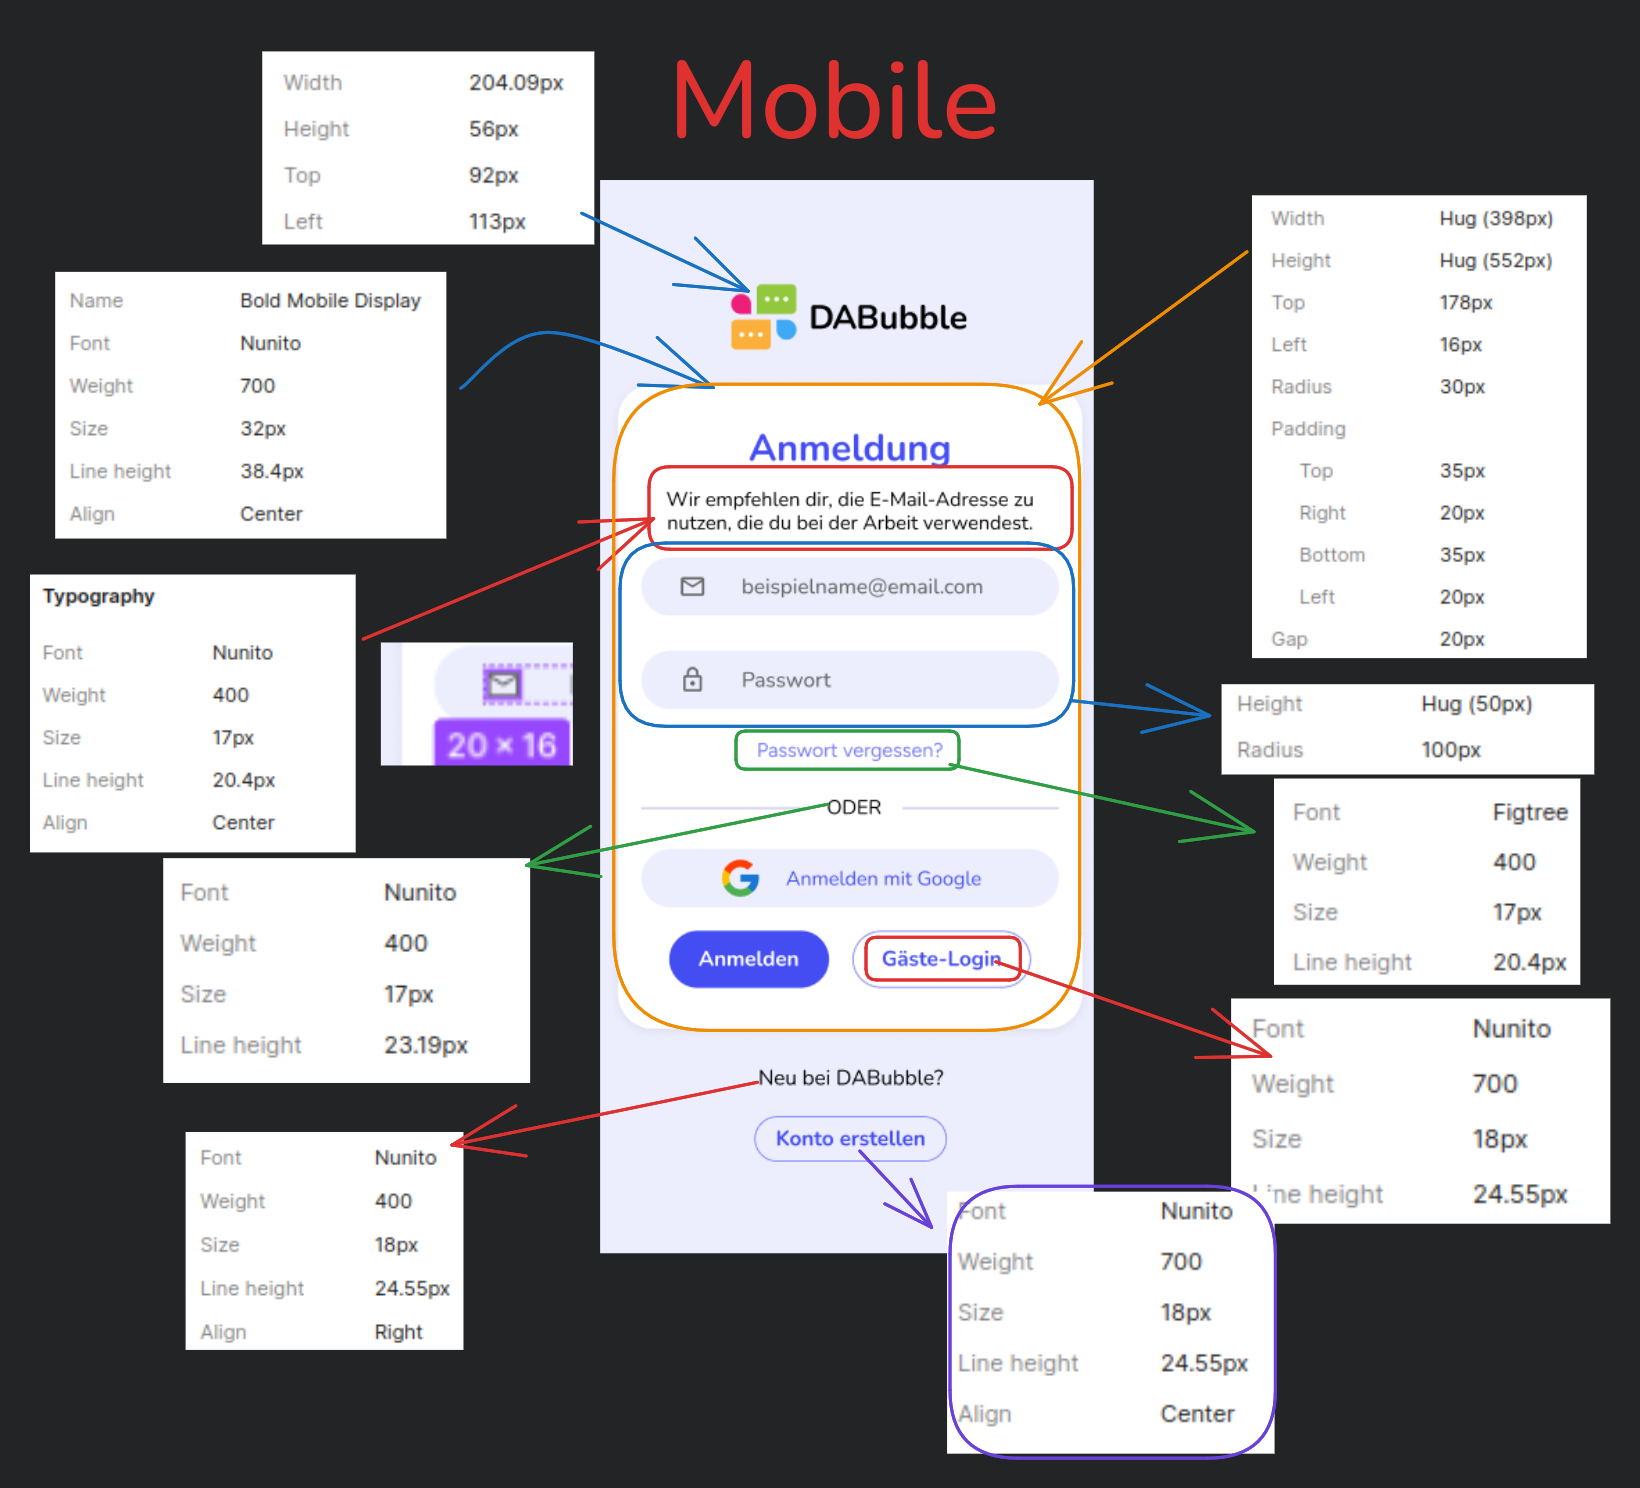 Mobile
Width 204.09px
Height 56px
Top 92px
Left 113px
Name Bold Mobile Display
Font Nunito
Weight 700
Size 32px
Line height 38.4px
Align Center
Typography
Font Nunito
Weight 400
Size 17px
Line height 20.4px
Align Center
20 × 16
Font Nunito
Weight 400
Size 17px
Line height 23.19px
Font Nunito
Weight 400
Size 18px
Line height 24.55px
Align Right
DABubble
Anmeldung
Wir empfehlen dir, die E-Mail-Adresse zu
nutzen, die du bei der Arbeit verwendest.
beispielname@email.com
Passwort
Passwort vergessen?
ODER
Anmelden mit Google
Anmelden Gäste-Login
Neu bei DABubble?
Konto erstellen
Width Hug (398px)
Height Hug (552px)
Top 178px
Left 16px
Radius 30px
Padding
Top 35px
Right 20px
Bottom 35px
Left 20px
Gap 20px
Height Hug (50px)
Radius 100px
Font Figtree
Weight 400
Size 17px
Line height 20.4px
Font Nunito
Weight 700
Size 18px
Line height 24.55px
Font Nunito
Weight 700
Size 18px
Line height 24.55px
Align Center